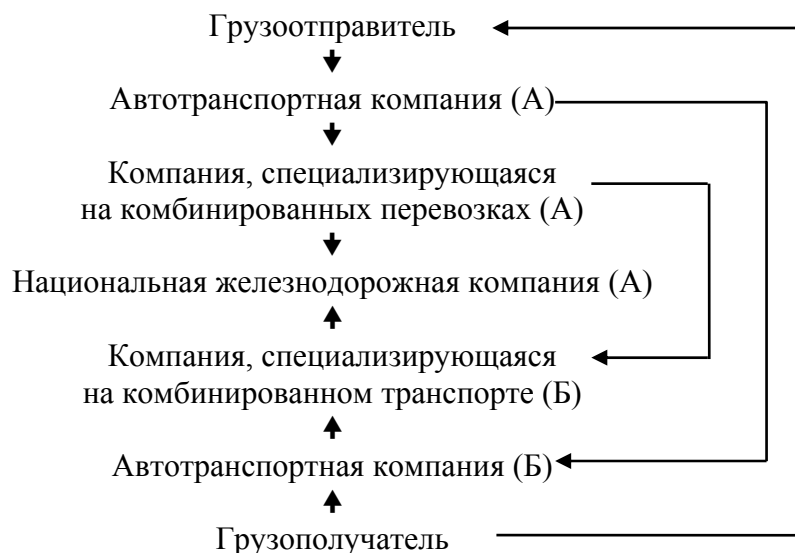 Грузоотправитель
Автотранспортная компания (А)
Компания, специализирующаяся
на комбинированных перевозках (А)
Национальная железнодорожная компания (А)
Компания, специализирующаяся
на комбинированном транспорте (Б)
Автотранспортная компания (Б)
Грузополучатель